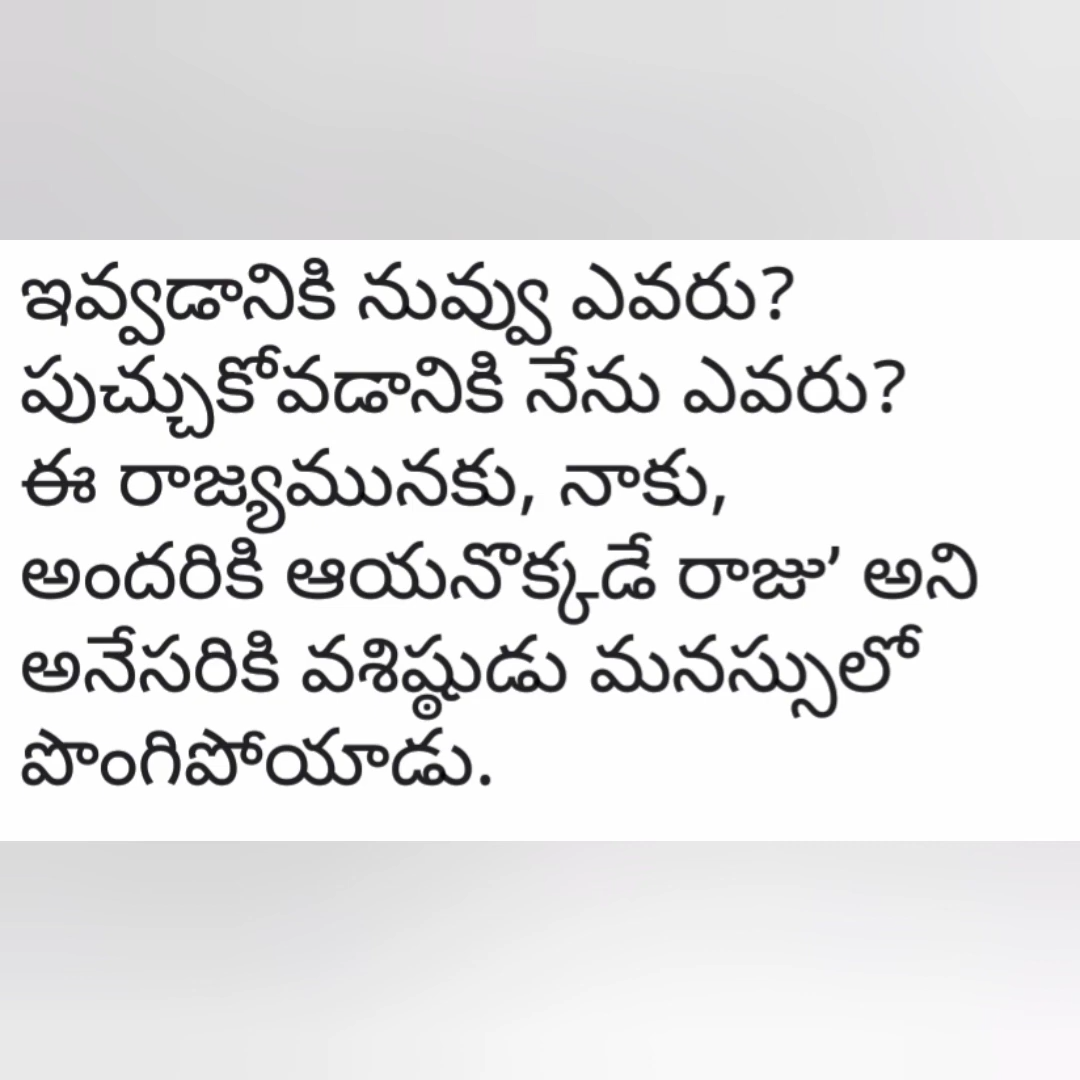 ఇవ్వడానికి నువ్వు ఎవరు?
పుచ్చుకోవడానికి నేను ఎవరు?
ఈ రాజ్యమునకు, నాకు,
అందరికి ఆయనొక్కడే రాజు’ అని
అనేసరికి వశిష్ఠుడు మనస్సులో
పొంగిపోయాడు.